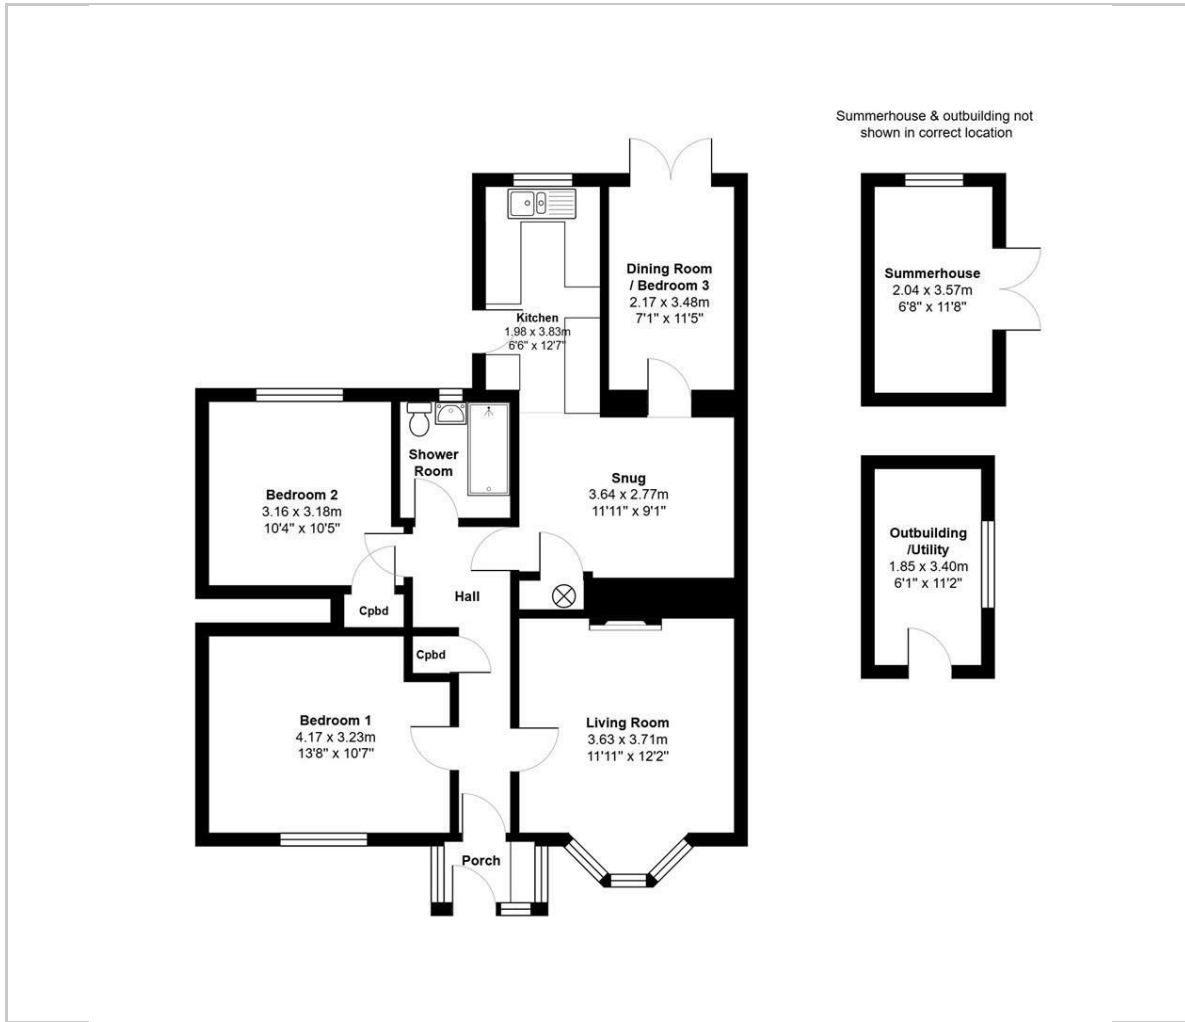 Summerhouse & outbuilding not
shown in correct location
Dining Room
/ Bedroom 3
2.17 x 3.48m
7'1" x 11'5"
Summerhouse
2.04 x 3.57m
6'8" x 11'8"
Kitchen
1.98 x 3.83m
6'6" x 12'7"
Shower
Room
Snug
3.64 x 2.77m
11'11" x 9'1"
Bedroom 2
3.16 x 3.18m
10'4" x 10'5"
Outbuilding
/Utility
1.85 x 3.40m
6'1" x 11'2"
Hall
Cpbd
Cpbd
Bedroom 1
4.17 x 3.23m
13'8" x 10'7"
Living Room
3.63 x 3.71m
11'11" x 12'2"
Porch